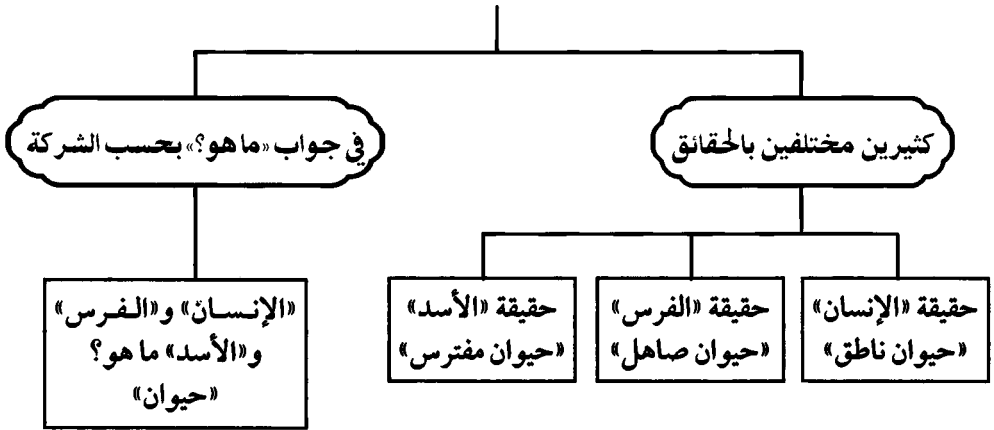 كثيرين مختلفين بالحقائق
في جواب «ما هو؟» بحسب الشركة
حقيقة «الإنسان»
«حيوان ناطق»
حقيقة «الفرس»
«حيوان صاهل»
حقيقة «الأسد»
«حيوان مفترس»
«الإنسان» و«الفرس»
و«الأسد» ما هو؟
«حيوان»